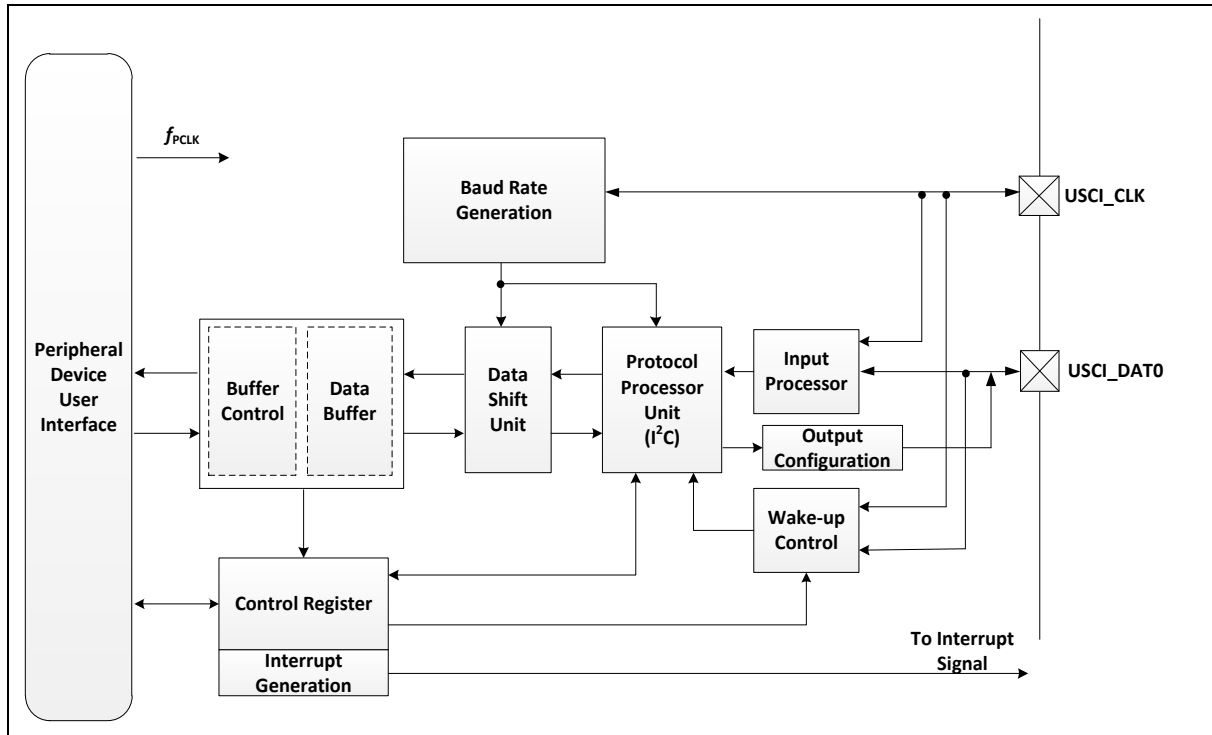 fPCLK
Baud Rate
Generation
USCI_CLK
Peripheral
Device
User
Interface
Buffer
Control
Data
Buffer
Data
Shift
Unit
Protocol
Processor
Unit
(I²C)
Input
Processor
USCI_DAT0
Output
Configuration
Wake-up
Control
Control Register
Interrupt
Generation
To Interrupt
Signal